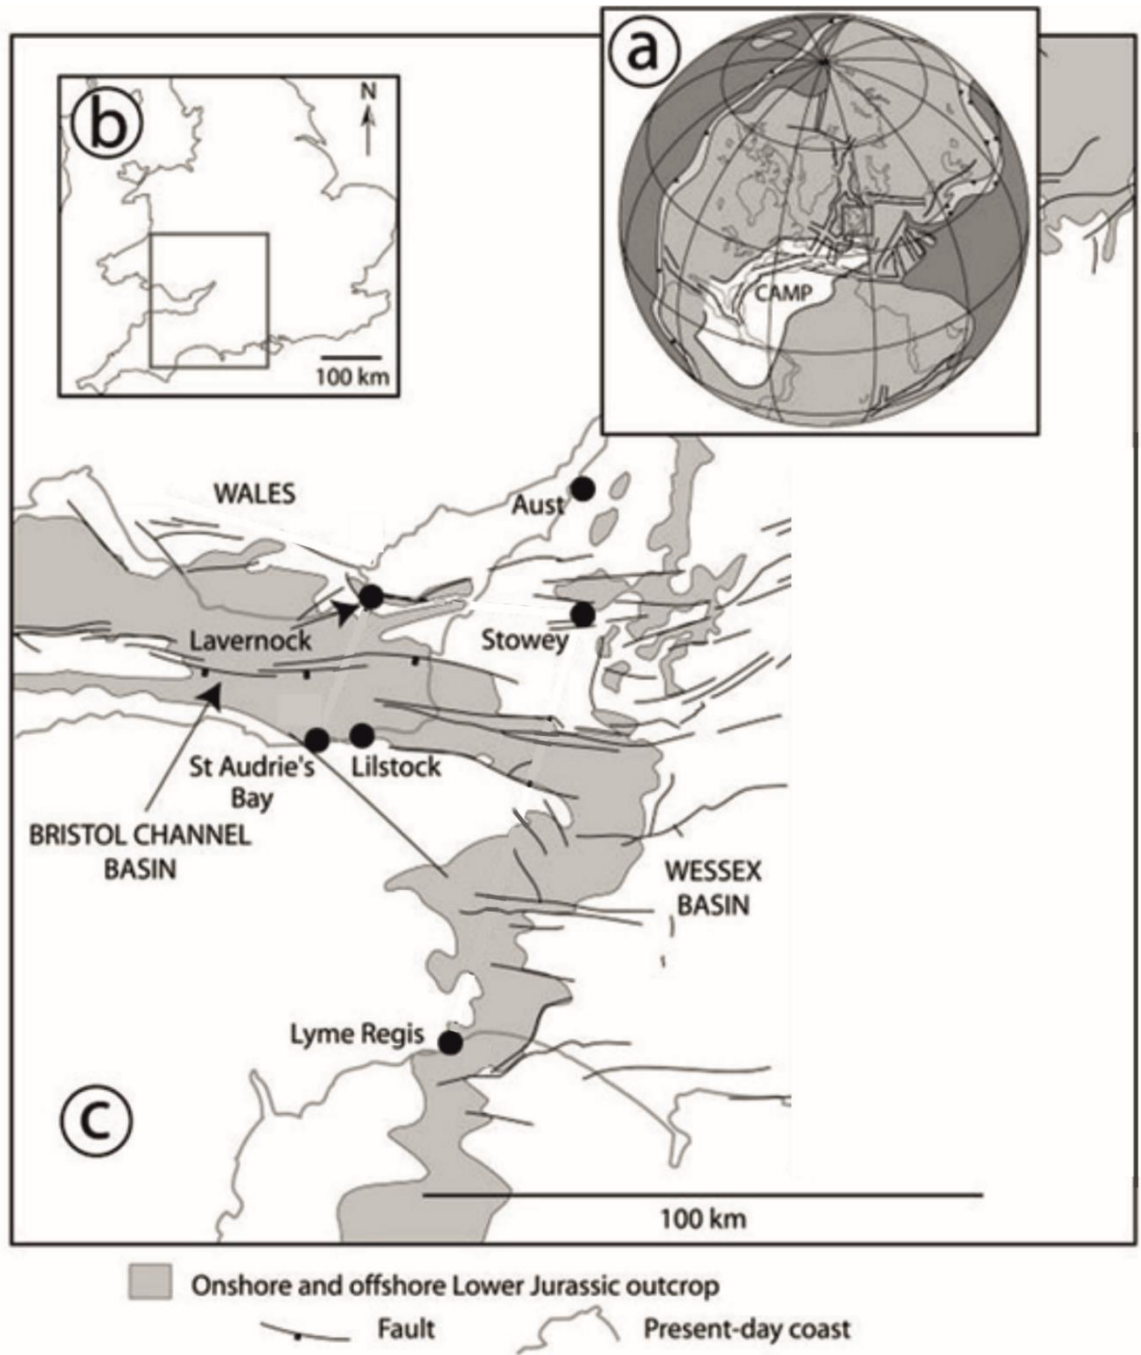 a
b
N
100 km
CAMP
WALES
Aust
Lavernock
Stowey
St Audrie's
Bay
Lilstock
BRISTOL CHANNEL
BASIN
WESSEX
BASIN
Lyme Regis
c
100 km
Onshore and offshore Lower Jurassic outcrop
Fault
Present-day coast